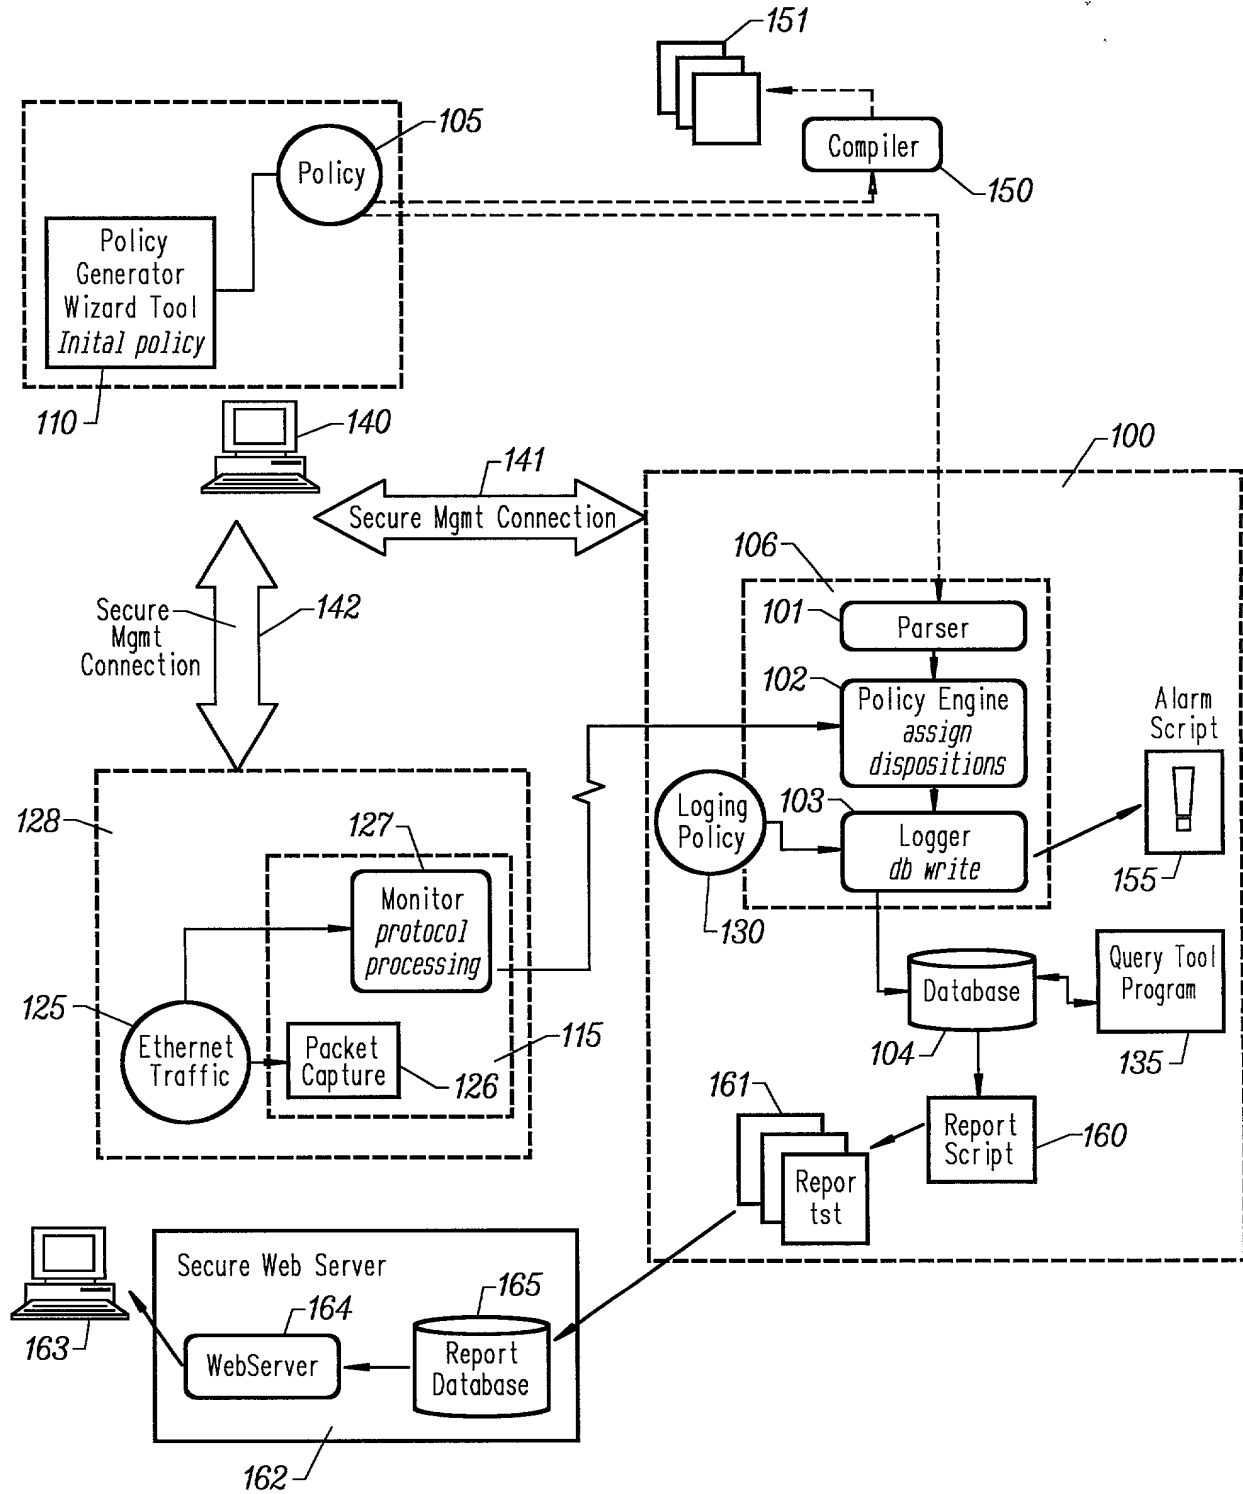 151
105
Policy
Compiler
150
Policy
Generator
Wizard Tool
Inital policy
110
140
100
141
Secure Mgmt Connection
106
142
Secure
Mgmt
Connection
101
Parser
102
Policy Engine
assign
dispositions
Alarm
Script
103
Loging
Policy
Logger
db write
155
128
127
Monitor
protocol
processing
130
Database
Query Tool
Program
125
Ethernet
Traffic
Packet
Capture
126
115
104
135
161
Report
Script
160
Repor
tst
Secure Web Server
165
164
163
WebServer
Report
Database
162